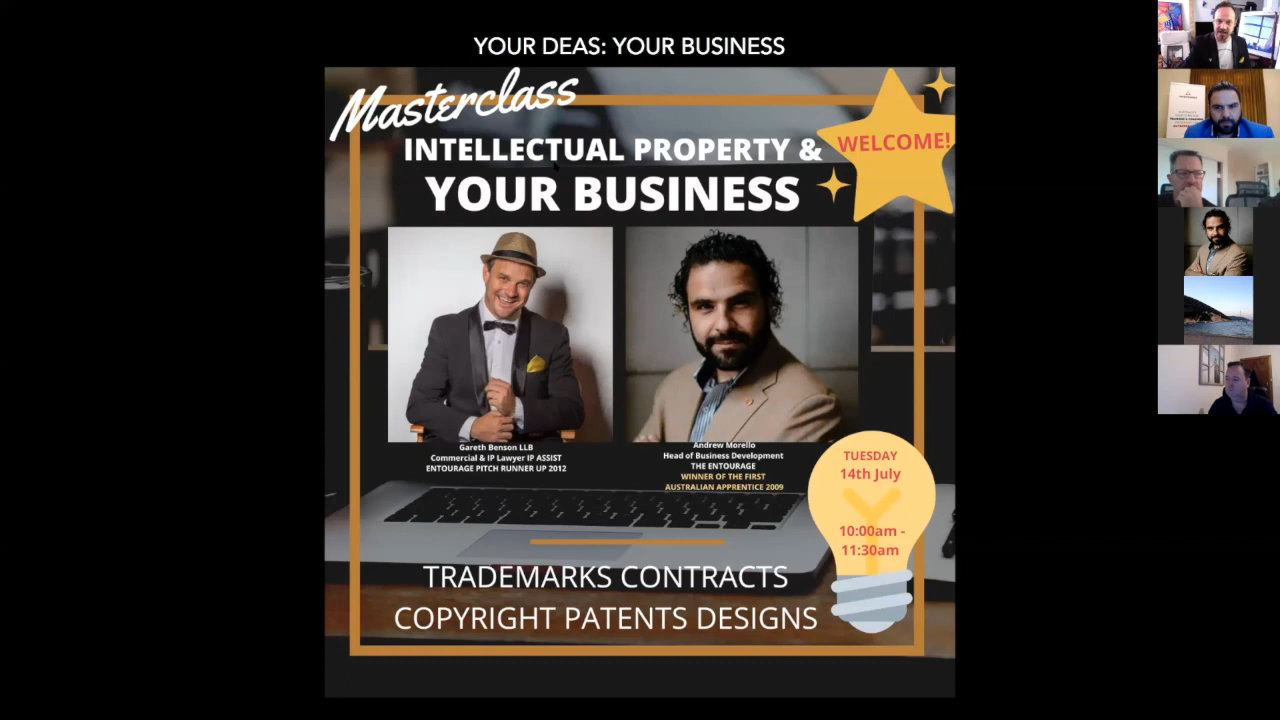 YOUR DEAS: YOUR BUSINESS
Masterclass
INTELLECTUAL PROPERTY &
YOUR BUSINESS
WELCOME!
Gareth Benson LLB
Commercial & IP Lawyer IP ASSIST
ENTOURAGE PITCH RUNNER UP 2012
Andrew Morello
Head of Business Development
THE ENTOURAGE
WINNER OF THE FIRST
AUSTRALIAN APPRENTICE 2009
TUESDAY
14th July
10:00am -
11:30am
TRADEMARKS CONTRACTS
COPYRIGHT PATENTS DESIGNS